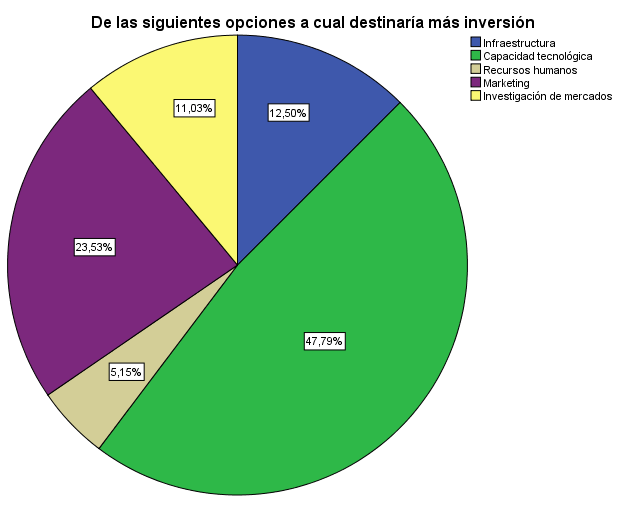 De las siguientes opciones a cual destinaría más inversión
Infraestructura
Capacidad tecnológica
Recursos humanos
Marketing
Investigación de mercados
11,03%
12,50%
23,53%
47,79%
5,15%